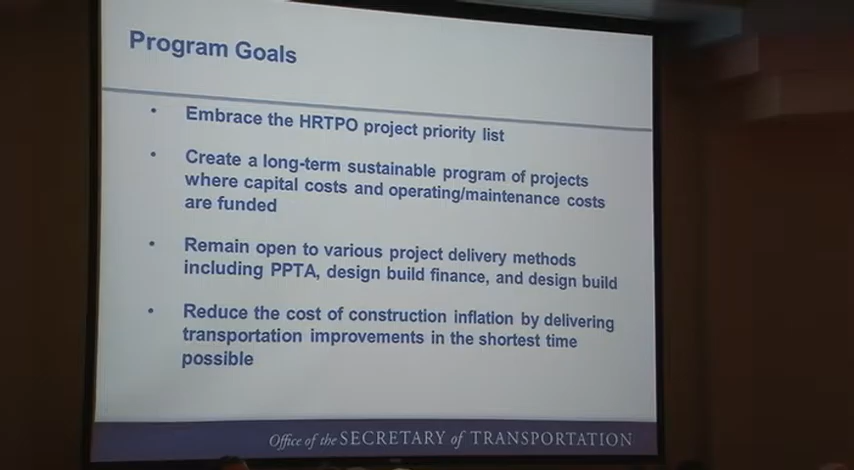 Program Goals
• Embrace the HRTPO project priority list
• Create a long-term sustainable program of projects
where capital costs and operating/maintenance costs
are funded
• Remain open to various project delivery methods
including PPTA, design build finance, and design build
• Reduce the cost of construction inflation by delivering
transportation improvements in the shortest time
possible
Office of the SECRETARY of TRANSPORTATION